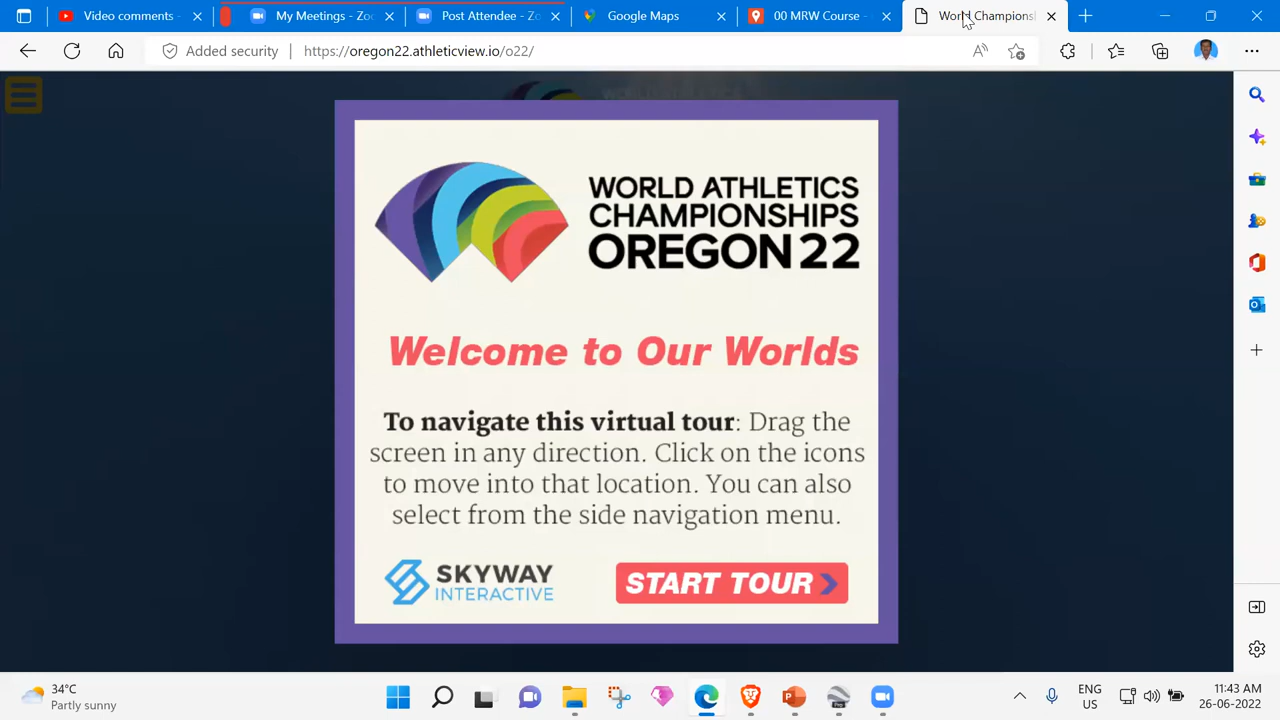 Video comments -
My Meetings - Zoo
Post Attendee - Zo
Google Maps
00 MRW Course -
World Champions
Added security
https://oregon22.athleticview.io/o22/
WORLD ATHLETICS
CHAMPIONSHIPS
OREGON 22
Welcome to Our Worlds
To navigate this virtual tour: Drag the
screen in any direction. Click on the icons
to move into that location. You can also
select from the side navigation menu.
SKYWAY
INTERACTIVE
START TOUR
34°C
Partly sunny
ENG
US
11:43 AM
26-06-2022